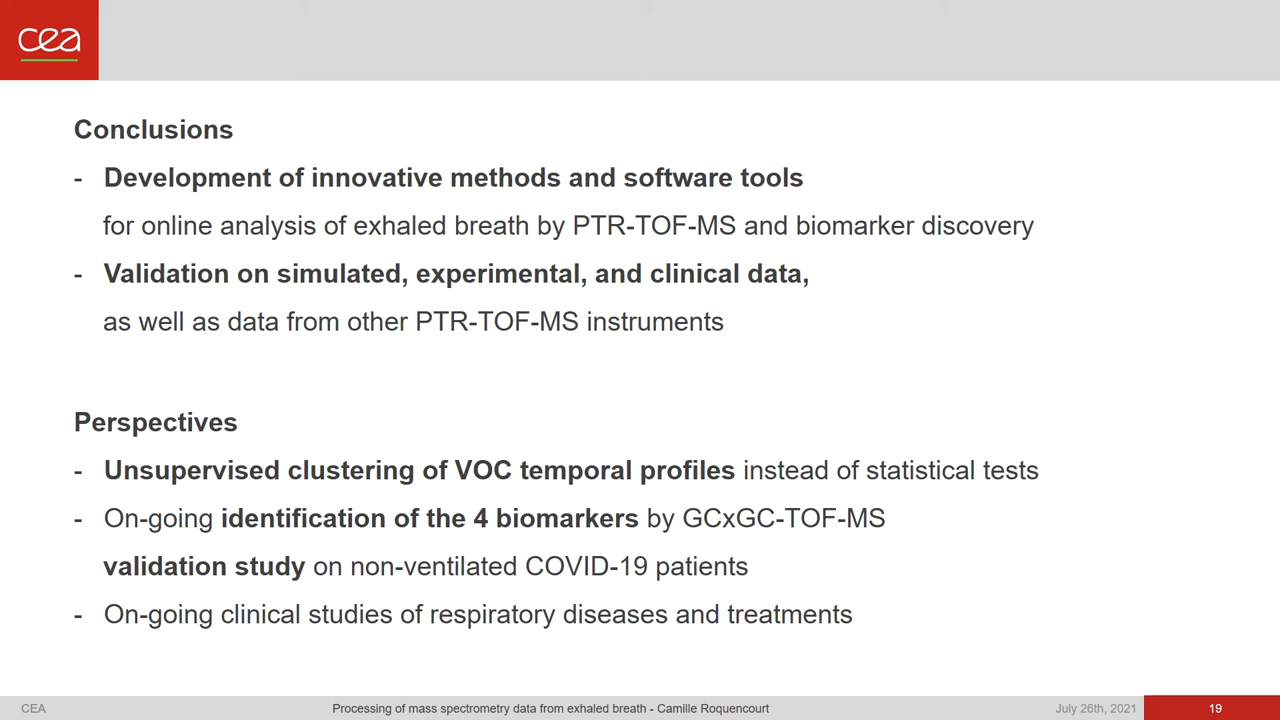 cea
Conclusions
- Development of innovative methods and software tools
for online analysis of exhaled breath by PTR-TOF-MS and biomarker discovery
- Validation on simulated, experimental, and clinical data,
as well as data from other PTR-TOF-MS instruments
Perspectives
- Unsupervised clustering of VOC temporal profiles instead of statistical tests
- On-going identification of the 4 biomarkers by GCxGC-TOF-MS
validation study on non-ventilated COVID-19 patients
- On-going clinical studies of respiratory diseases and treatments
CEA
Processing of mass spectrometry data from exhaled breath - Camille Roquencourt
July 26th, 2021
19